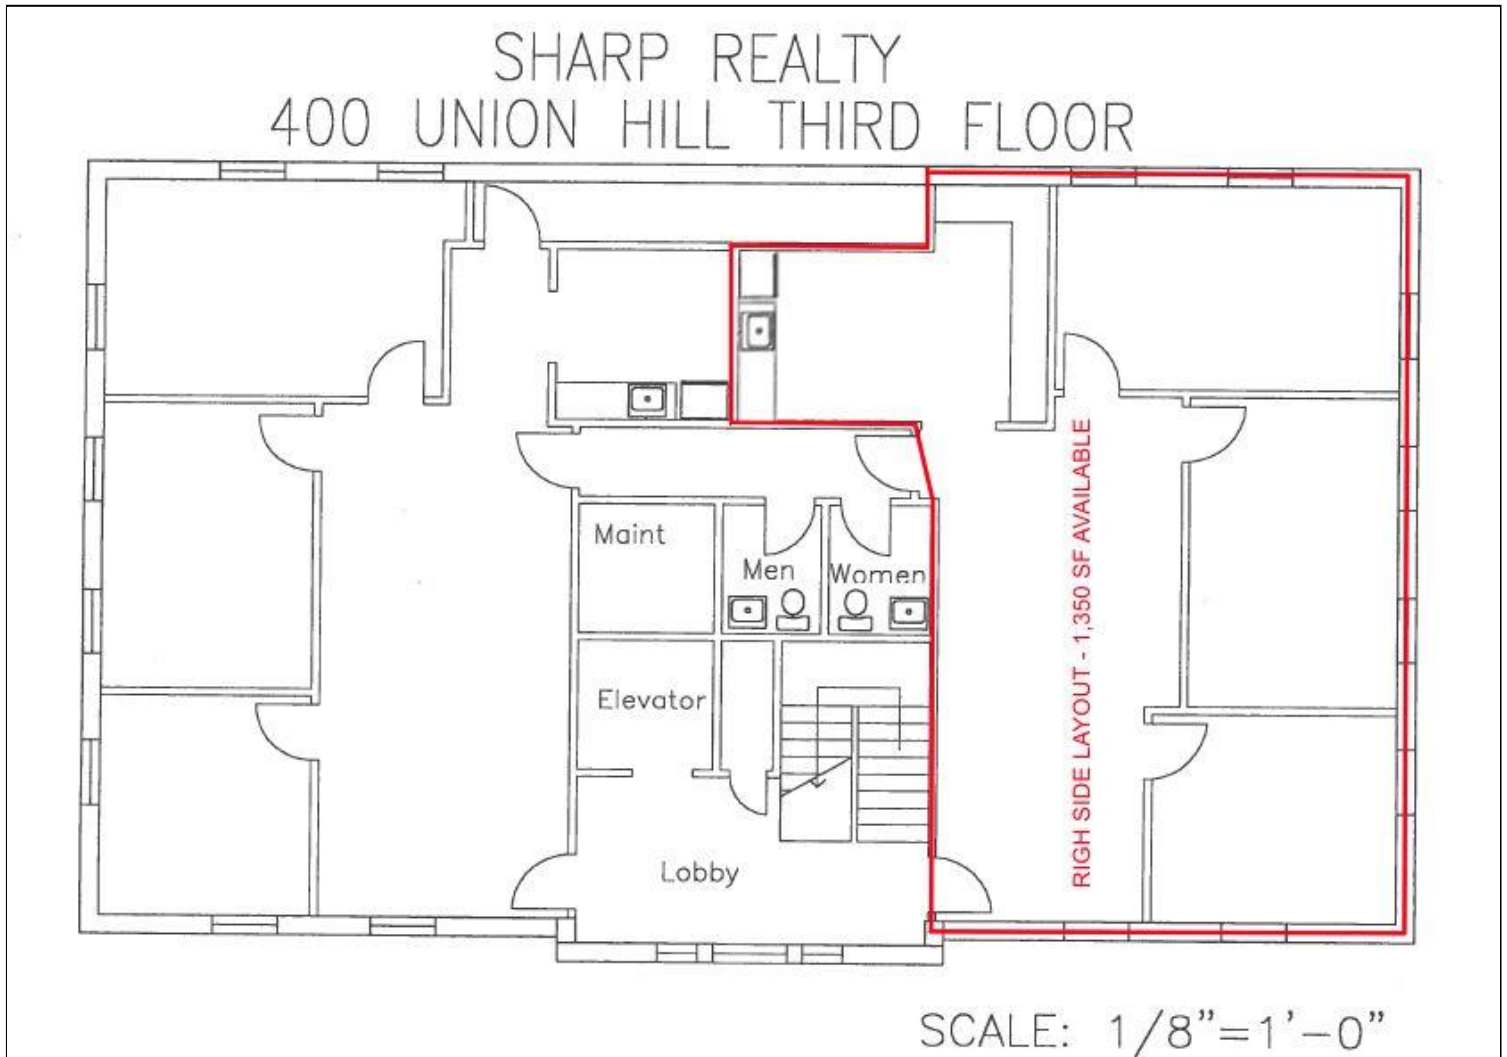 SHARP REALTY
400 UNION HILL THIRD FLOOR
Maint
Men
Women
Elevator
Lobby
RIGH SIDE LAYOUT - 1,350 SF AVAILABLE
SCALE: 1/8"=1'-0"